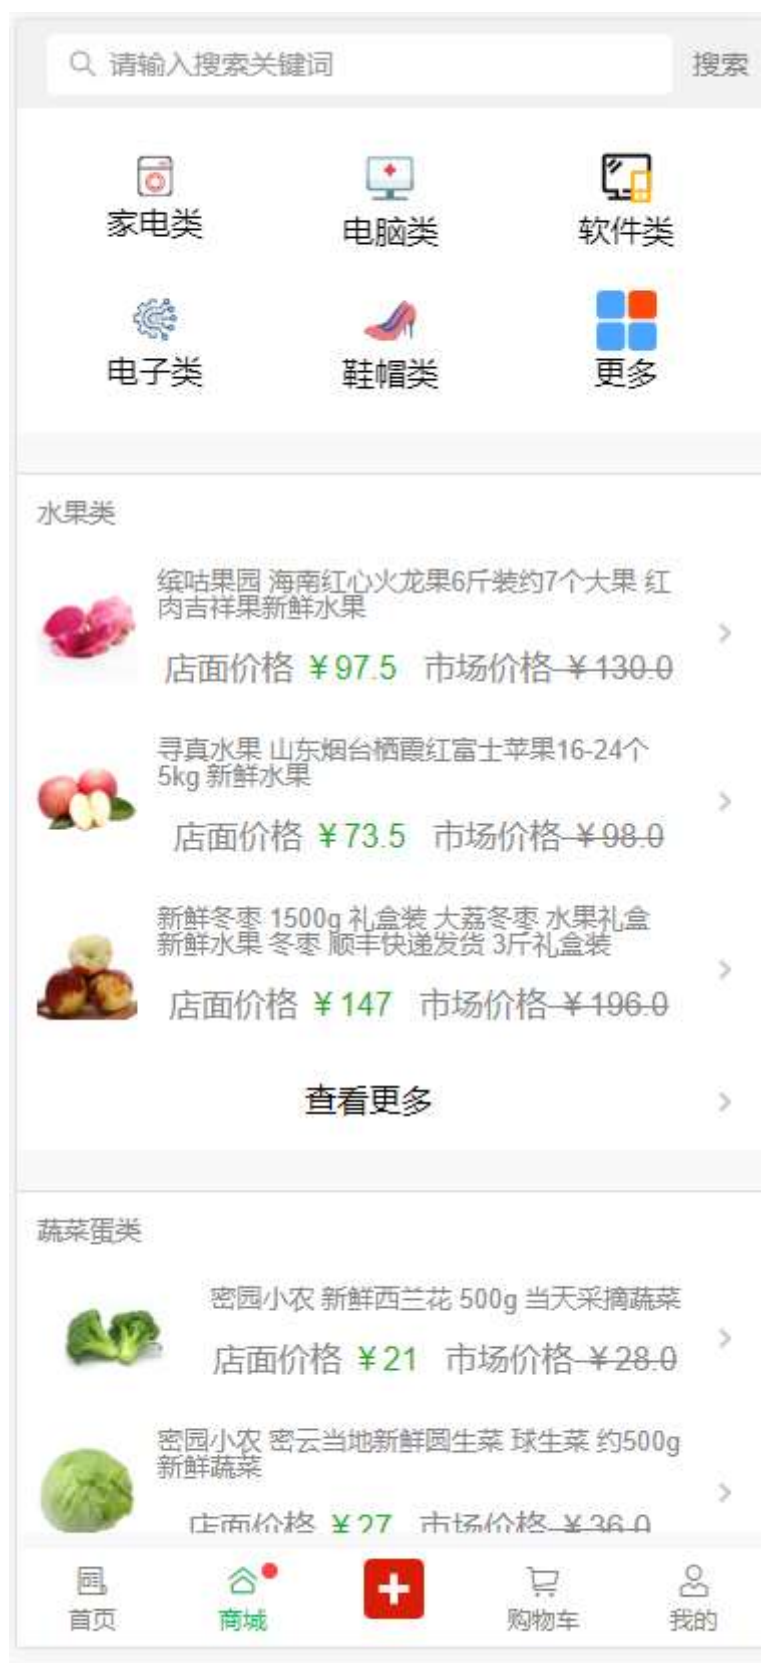 请输入搜索关键词 搜索
家电类 电脑类 软件类
电子类 鞋帽类 更多
水果类
缤咕果园 海南红心火龙果6斤装约7个大果 红
肉吉祥果新鲜水果
店面价格 ¥97.5 市场价格 ¥130.0
寻真水果 山东烟台栖霞红富士苹果16-24个
5kg 新鲜水果
店面价格 ¥73.5 市场价格 ¥98.0
新鲜冬枣 1500g 礼盒装 大荔冬枣 水果礼盒
新鲜水果 冬枣 顺丰快递发货 3斤礼盒装
店面价格 ¥147 市场价格 ¥196.0
查看更多
蔬菜蛋类
密园小农 新鲜西兰花 500g 当天采摘蔬菜
店面价格 ¥21 市场价格 ¥28.0
密园小农 密云当地新鲜圆生菜 球生菜 约500g
新鲜蔬菜
店面价格 ¥27 市场价格 ¥36.0
首页 商城 购物车 我的